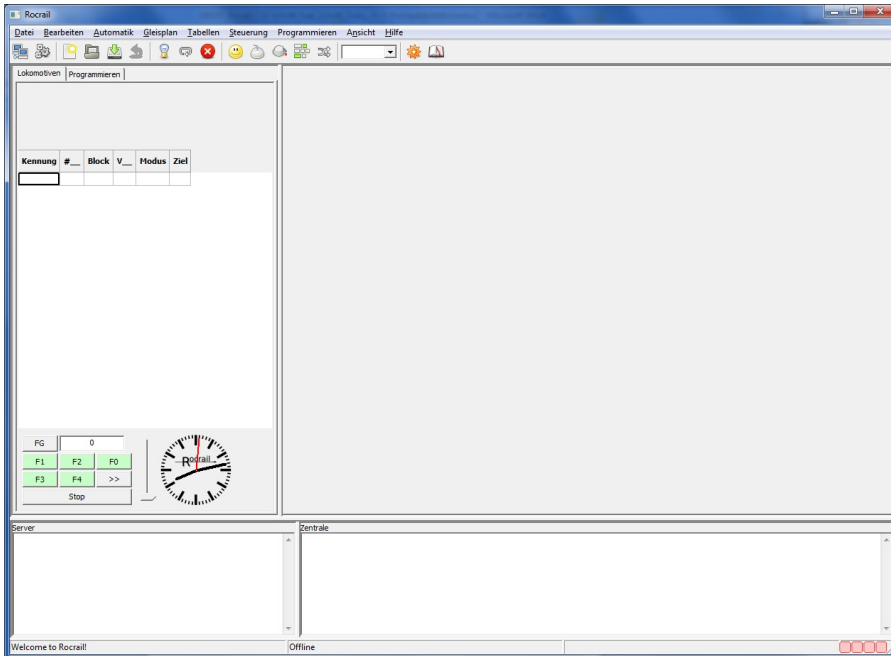 Rocrail
Datei Bearbeiten Automatik Gleisplan Tabellen Steuerung Programmieren Ansicht Hilfe
Lokomotiven Programmieren
Kennung #__ Block V__ Modus Ziel
FG 0
F1 F2 F0
F3 F4 >>
Stop
Rocrail
Server Zentrale
Welcome to Rocrail! Offline